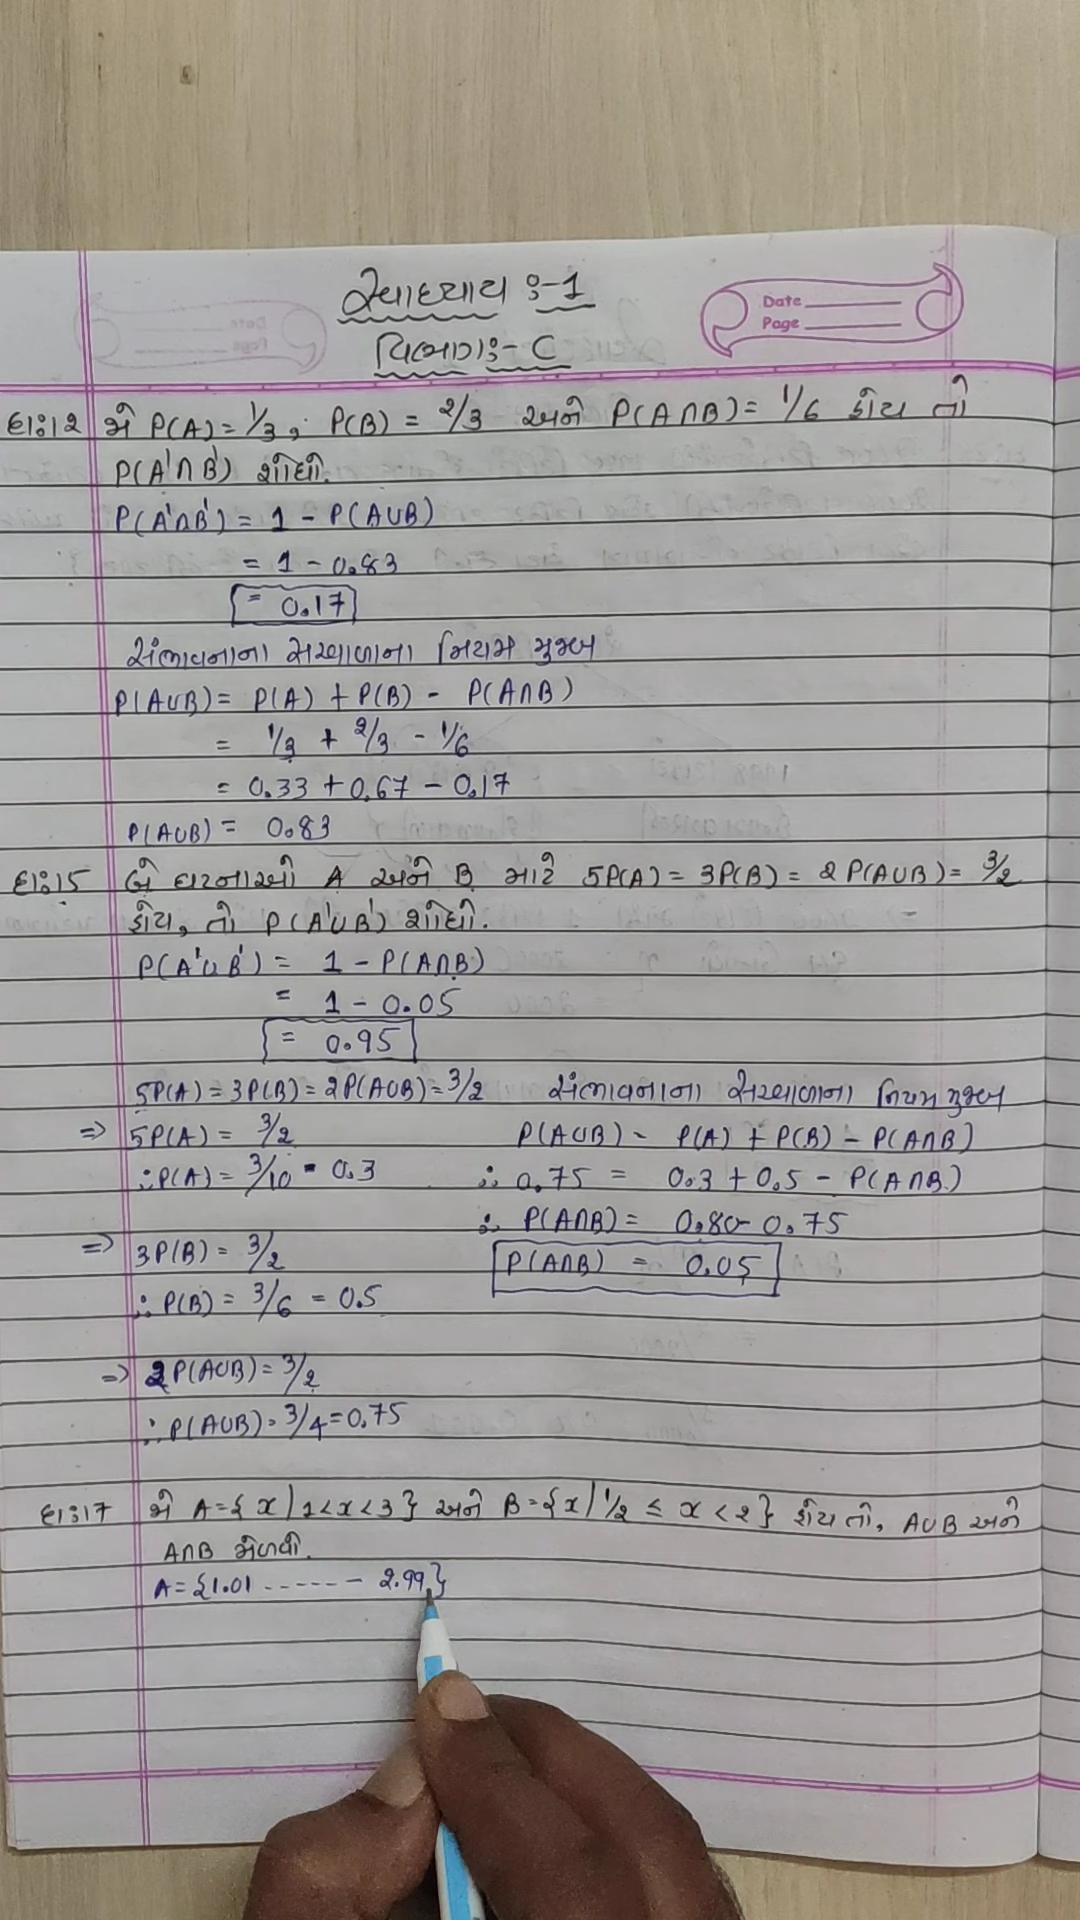 સ્વાધ્યાય :-1
વિભાગ:- C
Date
Page
દા:12 જો P(A) = 1/3, P(B) = 2/3 અને P(A∩B) = 1/6 હોય તો
P(A'∩B') શોધો.
P(A'∩B') = 1 - P(A∪B)
= 1 - 0.83
= 0.17
સંભાવનાના સરવાળાના નિયમ મુજબ
P(A∪B) = P(A) + P(B) - P(A∩B)
= 1/3 + 2/3 - 1/6
= 0.33 + 0.67 - 0.17
P(A∪B) = 0.83
દા:15 બે ઘટનાઓ A અને B માટે 5P(A) = 3P(B) = 2P(A∪B) = 3/2
હોય, તો P(A'∪B') શોધો.
P(A'∪B') = 1 - P(A∩B)
= 1 - 0.05
= 0.95
5P(A) = 3P(B) = 2P(A∪B) = 3/2 સંભાવનાના સરવાળાના નિયમ મુજબ
⇒ 5P(A) = 3/2 P(A∪B) = P(A) + P(B) - P(A∩B)
∴ P(A) = 3/10 = 0.3 ∴ 0.75 = 0.3 + 0.5 - P(A∩B)
∴ P(A∩B) = 0.80 - 0.75
⇒ 3P(B) = 3/2 P(A∩B) = 0.05
∴ P(B) = 3/6 = 0.5
⇒ 2P(A∪B) = 3/2
∴ P(A∪B) = 3/4 = 0.75
દા:17 જો A = {x | 1 < x < 3} અને B = {x | 1/2 ≤ x < 2} હોય તો, A∪B અને
A∩B મેળવો.
A = {1.01 ------ 2.99}